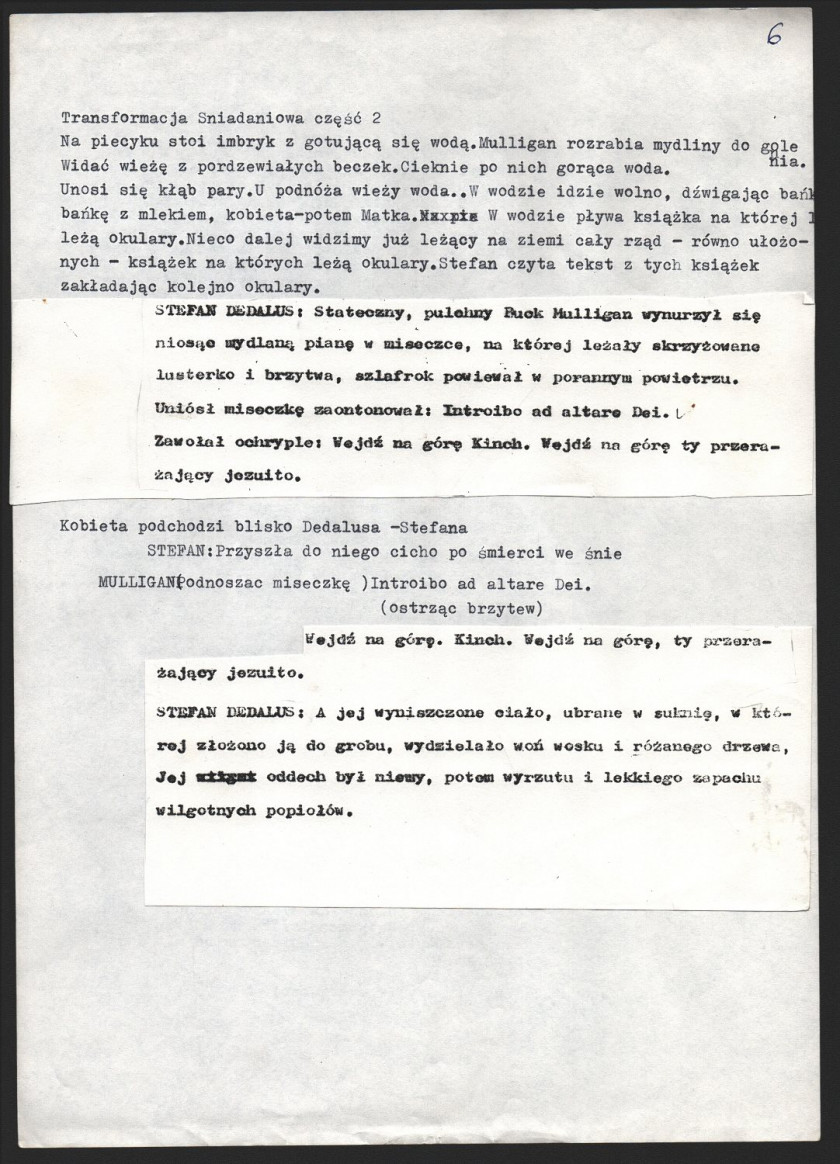 6
Transformacja Sniadaniowa część 2
Na piecyku stoi imbryk z gotującą się wodą.Mulligan rozrabia mydliny do gole
nia.
Widać wieżę z pordzewiałych beczek.Cieknie po nich gorąca woda.
Unosi się kłąb pary.U podnóża wieży woda..W wodzie idzie wolno, dźwigając bańk
bańkę z mlekiem, kobieta-potem Matka. W wodzie pływa książka na której l
leżą okulary.Nieco dalej widzimy już leżący na ziemi cały rząd - równo ułożo-
nych - książek na których leżą okulary.Stefan czyta tekst z tych książek
zakładając kolejno okulary.
STEFAN DEDALUS: Stateczny, pulchny Buck Mulligan wynurzył się
niosąc mydlaną pianę w miseczce, na której leżały skrzyżowane
lusterko i brzytwa, szlafrok powiewał w porannym powietrzu.
Uniósł miseczkę zaontonował: Introibo ad altare Dei.
Zawołał ochryple: Wejdź na górę Kinch. Wejdź na górę ty przera-
żający jezuito.
Kobieta podchodzi blisko Dedalusa -Stefana
STEFAN:Przyszła do niego cicho po śmierci we śnie
MULLIGAN(Podnoszac miseczkę )Introibo ad altare Dei.
(ostrząc brzytew)
Wejdź na górę. Kinch. Wejdź na górę, ty przera-
żający jezuito.
STEFAN DEDALUS: A jej wyniszczone ciało, ubrane w suknię, w któ-
rej złożono ją do grobu, wydzielało woń wosku i różanego drzewa,
Jej oddech był niemy, potem wyrzutu i lekkiego zapachu
wilgotnych popiołów.